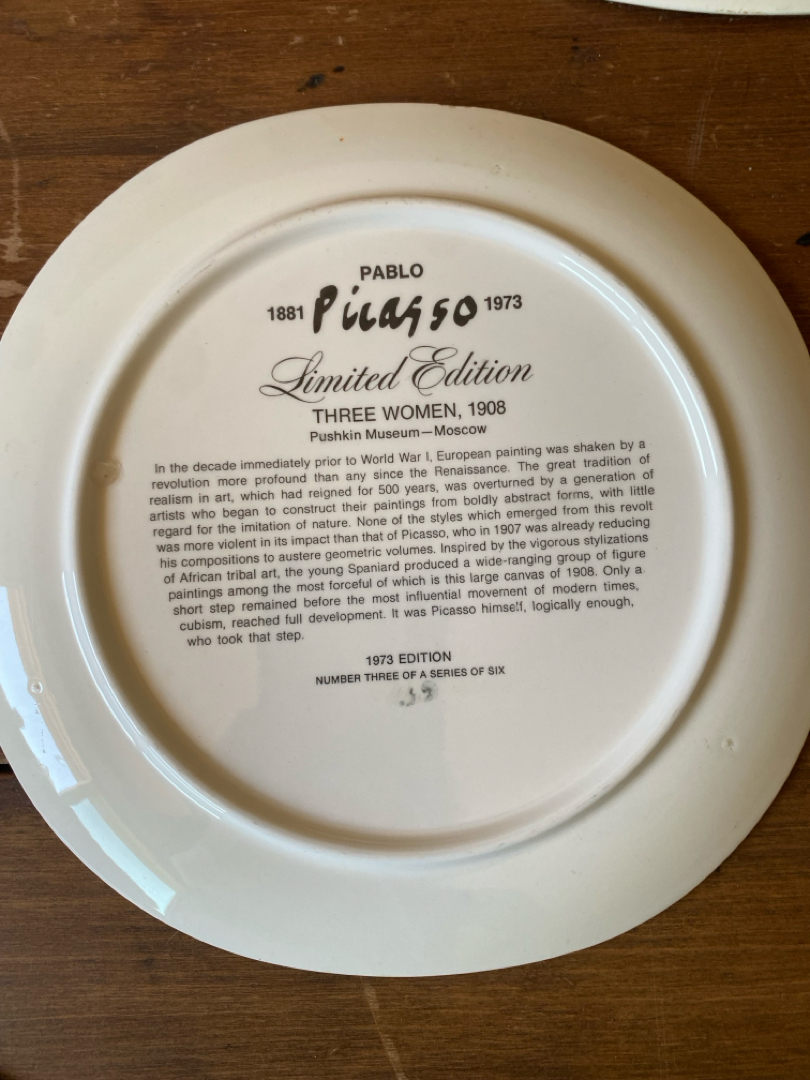 PABLO
1881 Picasso 1973
Limited Edition
THREE WOMEN, 1908
Pushkin Museum—Moscow
In the decade immediately prior to World War I, European painting was shaken by a
revolution more profound than any since the Renaissance. The great tradition of
realism in art, which had reigned for 500 years, was overturned by a generation of
artists who began to construct their paintings from boldly abstract forms, with little
regard for the imitation of nature. None of the styles which emerged from this revolt
was more violent in its impact than that of Picasso, who in 1907 was already reducing
his compositions to austere geometric volumes. Inspired by the vigorous stylizations
of African tribal art, the young Spaniard produced a wide-ranging group of figure
paintings among the most forceful of which is this large canvas of 1908. Only a
short step remained before the most influential movement of modern times,
cubism, reached full development. It was Picasso himself, logically enough,
who took that step.
1973 EDITION
NUMBER THREE OF A SERIES OF SIX